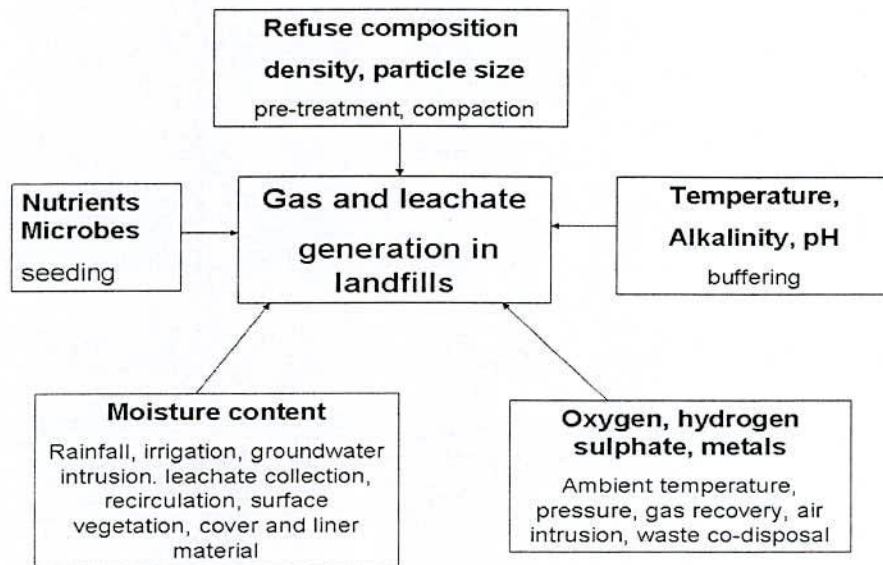 Refuse composition
density, particle size
pre-treatment, compaction
Nutrients
Microbes
seeding
Gas and leachate
generation in
landfills
Temperature,
Alkalinity, pH
buffering
Moisture content
Rainfall, irrigation, groundwater
intrusion. leachate collection,
recirculation, surface
vegetation, cover and liner
material
Oxygen, hydrogen
sulphate, metals
Ambient temperature,
pressure, gas recovery, air
intrusion, waste co-disposal